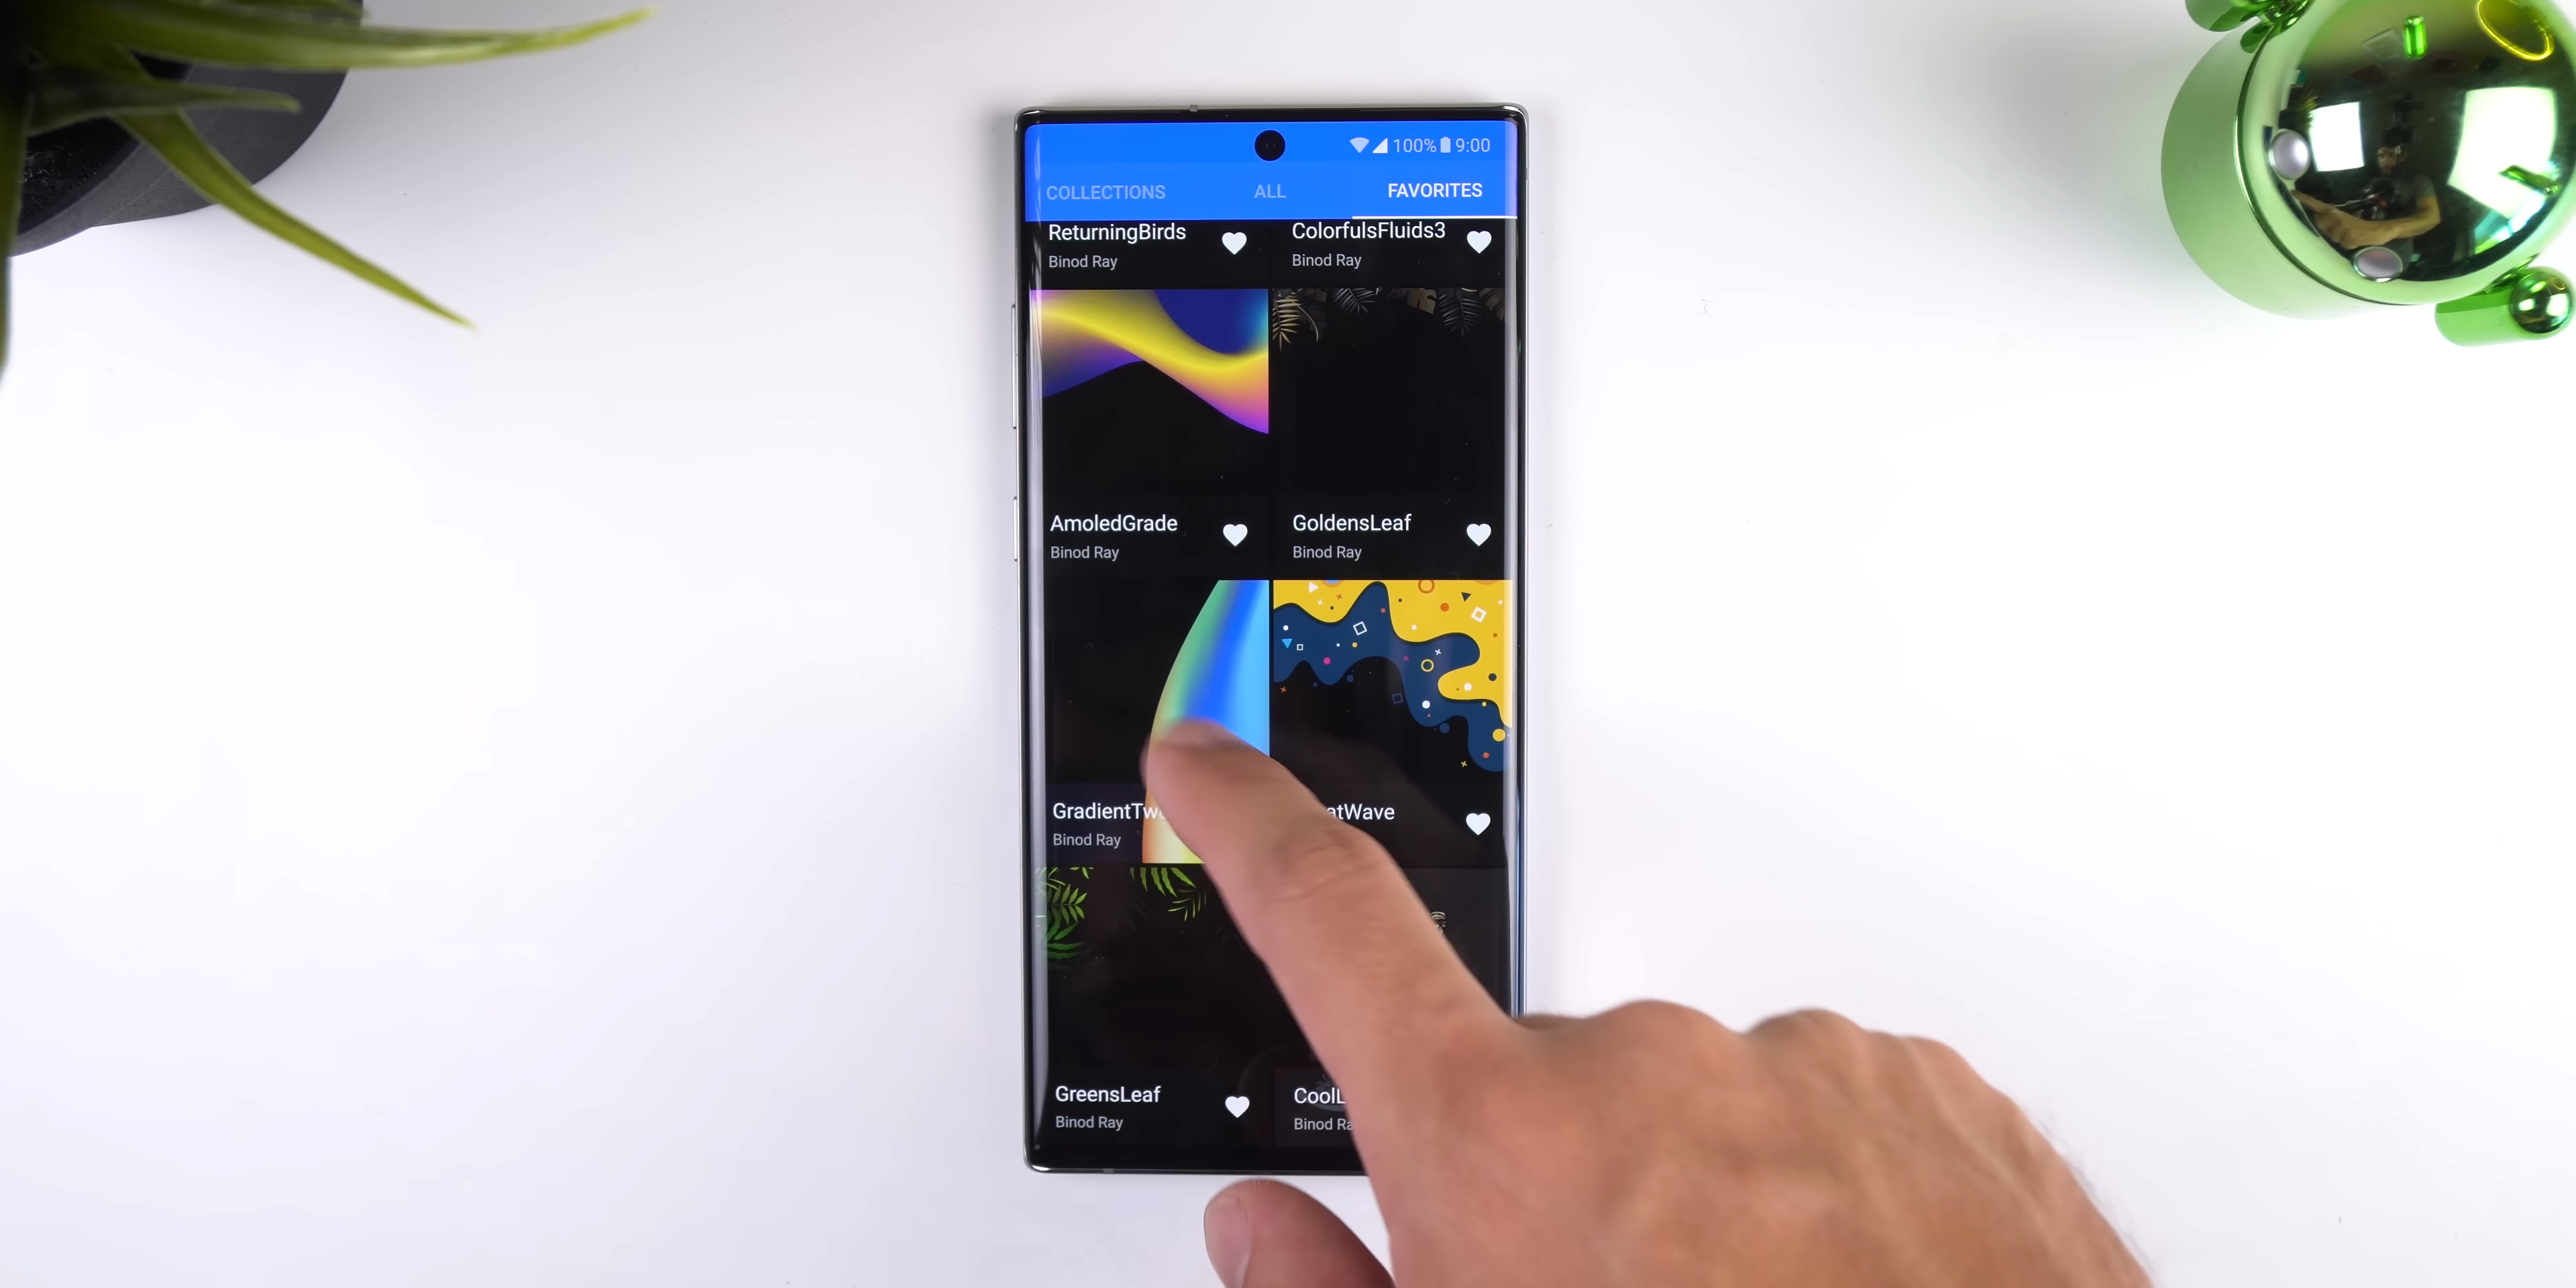 100% 9:00
COLLECTIONS ALL FAVORITES
ReturningBirds
Binod Ray
ColorfulsFluids3
Binod Ray
AmoledGrade
Binod Ray
GoldensLeaf
Binod Ray
Binod Ray
GreensLeaf
Binod Ray
Binod